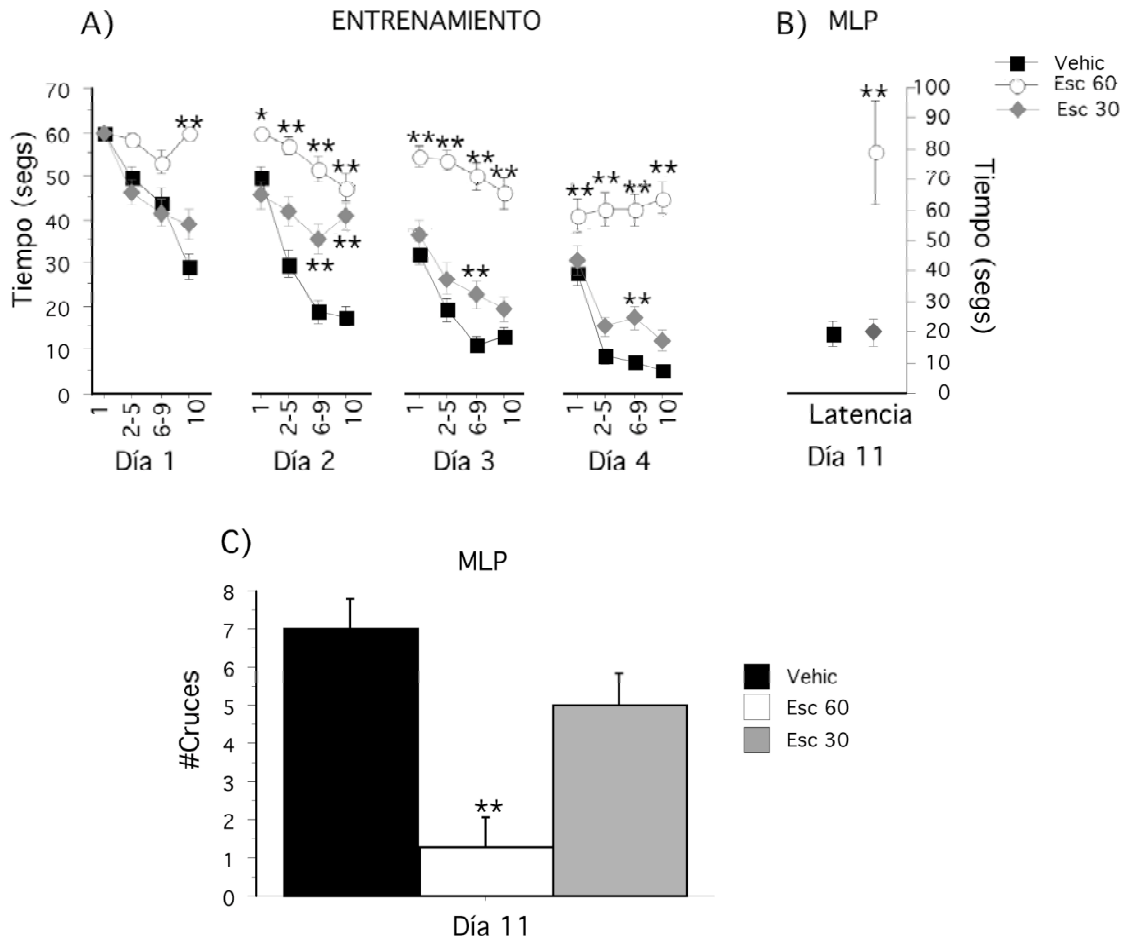 A)
ENTRENAMIENTO
Tiempo (segs)
70
60
50
40
30
20
10
0
** 
* ** ** **
** **
** ** ** **
**
** ** ** **
**
1 2-5 6-9 10
1 2-5 6-9 10
1 2-5 6-9 10
1 2-5 6-9 10
Día 1
Día 2
Día 3
Día 4
B) MLP
**
100
90
80
70
60
50
40
30
20
10
0
Tiempo (segs)
Latencia
Día 11
Vehic
Esc 60
Esc 30
C)
MLP
#Cruces
8
7
6
5
4
3
2
1
0
**
Día 11
Vehic
Esc 60
Esc 30